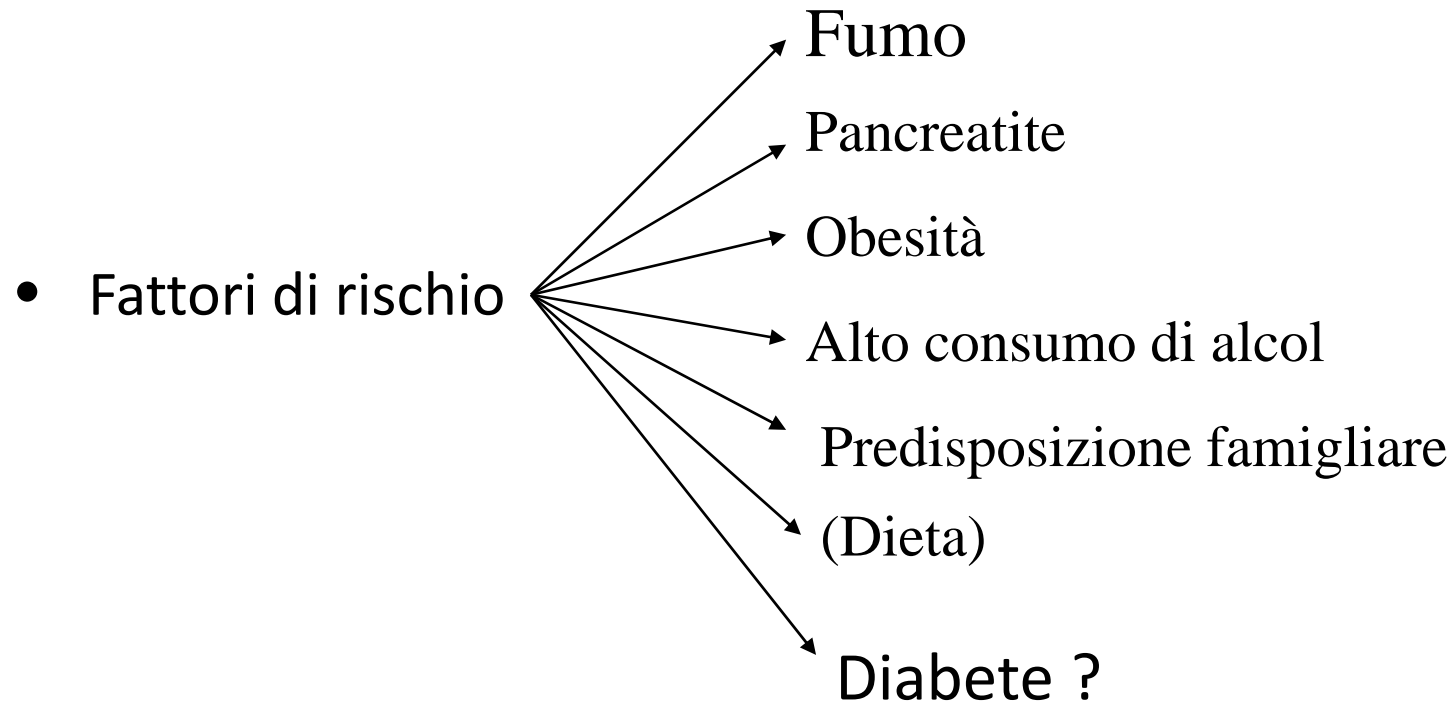 Fumo
Pancreatite
Obesità
• Fattori di rischio
Alto consumo di alcol
Predisposizione famigliare
(Dieta)
Diabete ?